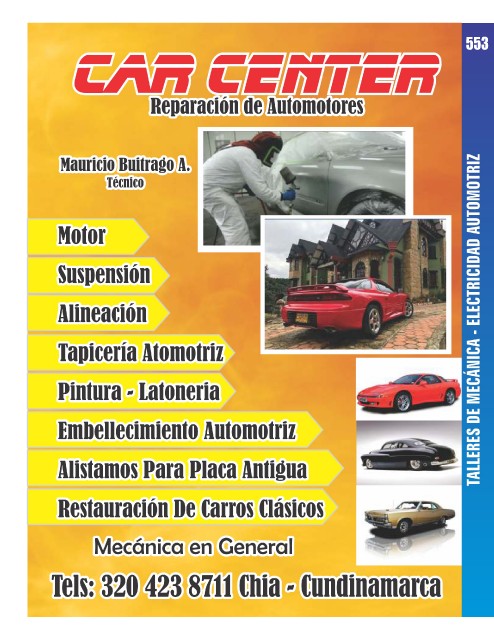 553
CAR CENTER
Reparación de Automotores
Mauricio Buitrago A.
Técnico
Motor
Suspensión
Alineación
Tapicería Atomotriz
Pintura - Latoneria
Embellecimiento Automotriz
Alistamos Para Placa Antigua
Restauración De Carros Clásicos
Mecánica en General
Tels: 320 423 8711 Chia - Cundinamarca
TALLERES DE MECÁNICA - ELECTRICIDAD AUTOMOTRIZ